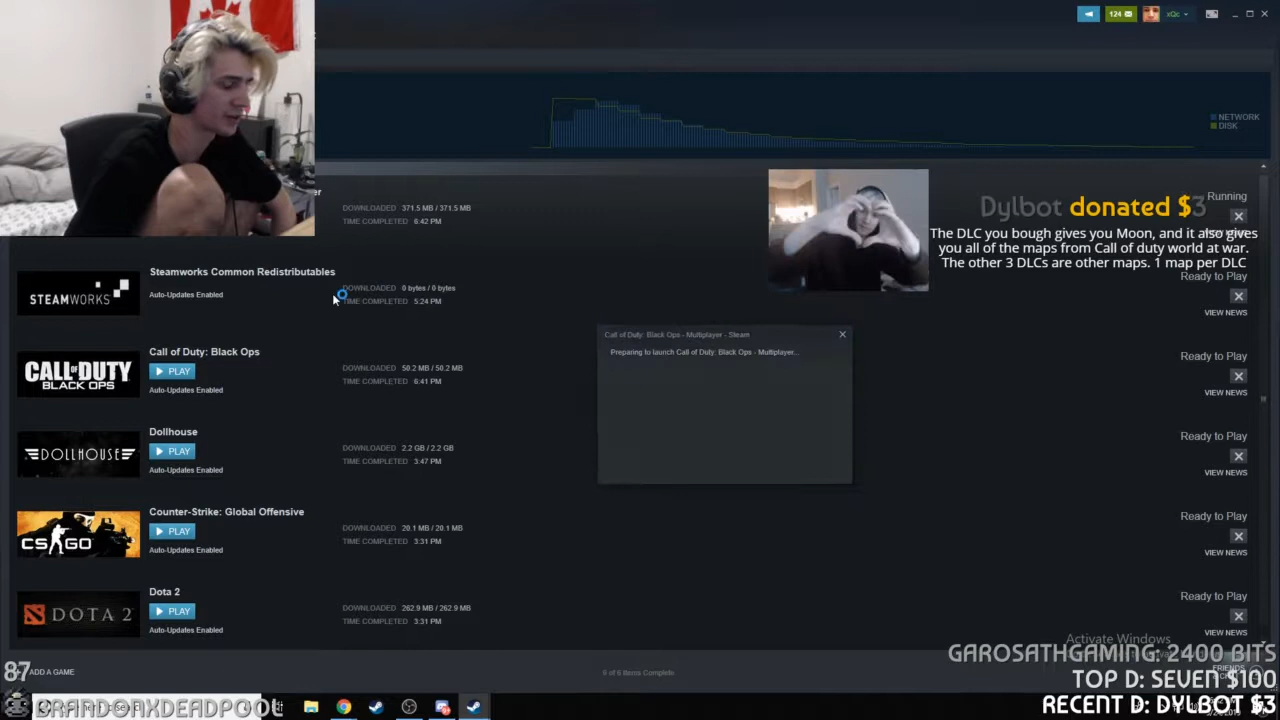 124
xQc
NETWORK
DISK
er
DOWNLOADED 371.5 MB / 371.5 MB
TIME COMPLETED 6:42 PM
Running
Dylbot donated $3
The DLC you bough gives you Moon, and it also gives
you all of the maps from Call of duty world at war.
The other 3 DLCs are other maps. 1 map per DLC
STEAMWORKS
Steamworks Common Redistributables
Auto-Updates Enabled
DOWNLOADED 0 bytes / 0 bytes
TIME COMPLETED 5:24 PM
Ready to Play
VIEW NEWS
Call of Duty: Black Ops - Multiplayer - Steam
Preparing to launch Call of Duty: Black Ops - Multiplayer...
CALL OF DUTY
BLACK OPS
Call of Duty: Black Ops
PLAY
Auto-Updates Enabled
DOWNLOADED 50.2 MB / 50.2 MB
TIME COMPLETED 6:41 PM
Ready to Play
VIEW NEWS
DOLLHOUSE
Dollhouse
PLAY
Auto-Updates Enabled
DOWNLOADED 2.2 GB / 2.2 GB
TIME COMPLETED 3:47 PM
Ready to Play
VIEW NEWS
CS GO
Counter-Strike: Global Offensive
PLAY
Auto-Updates Enabled
DOWNLOADED 20.1 MB / 20.1 MB
TIME COMPLETED 3:31 PM
Ready to Play
VIEW NEWS
DOTA 2
Dota 2
PLAY
Auto-Updates Enabled
DOWNLOADED 262.9 MB / 262.9 MB
TIME COMPLETED 3:31 PM
Ready to Play
VIEW NEWS
Activate Windows
GAROSATHGAMING: 2400 BITS
87
ADD A GAME
6 of 6 Items Complete
FRIENDS
TOP D: SEVEN $100
BRANDONXDEADPOOL
RECENT D: DYLBOT $3